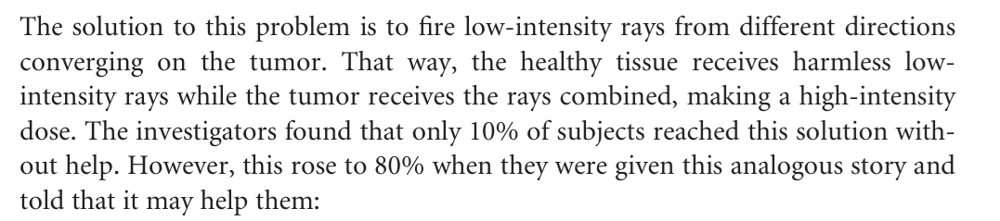 The solution to this problem is to fire low-intensity rays from different directions
converging on the tumor. That way, the healthy tissue receives harmless low-
intensity rays while the tumor receives the rays combined, making a high-intensity
dose. The investigators found that only 10% of subjects reached this solution with-
out help. However, this rose to 80% when they were given this analogous story and
told that it may help them: